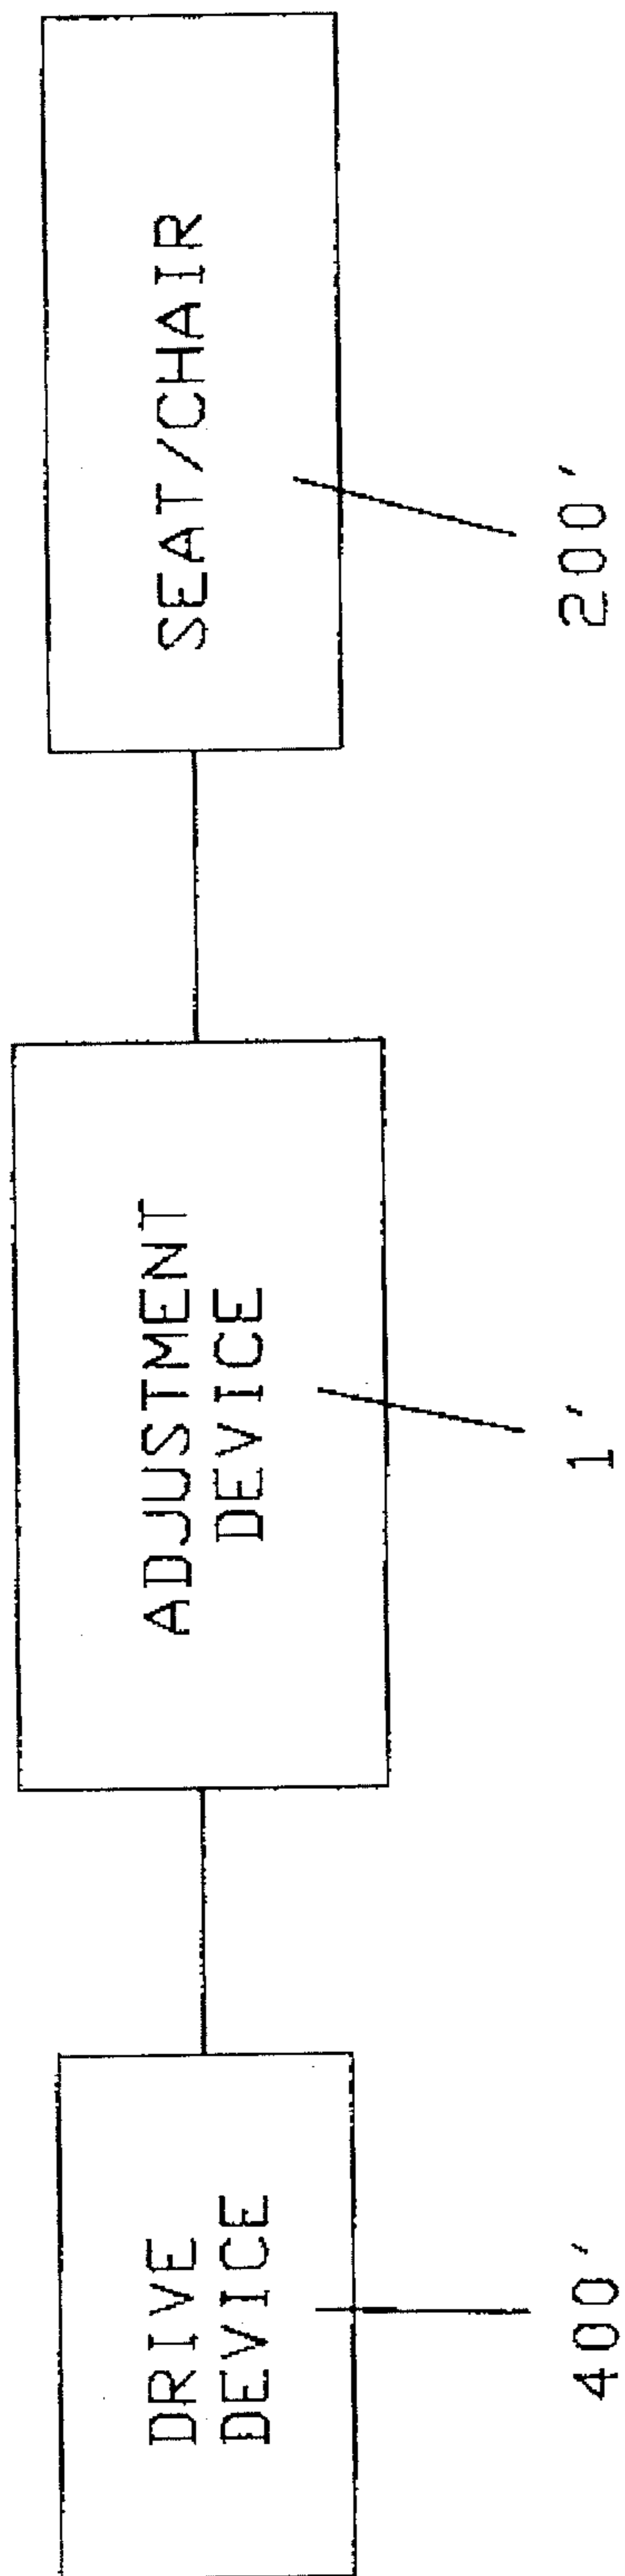 DRIVE
DEVICE
400'
ADJUSTMENT
DEVICE
1'
SEAT/CHAIR
200'